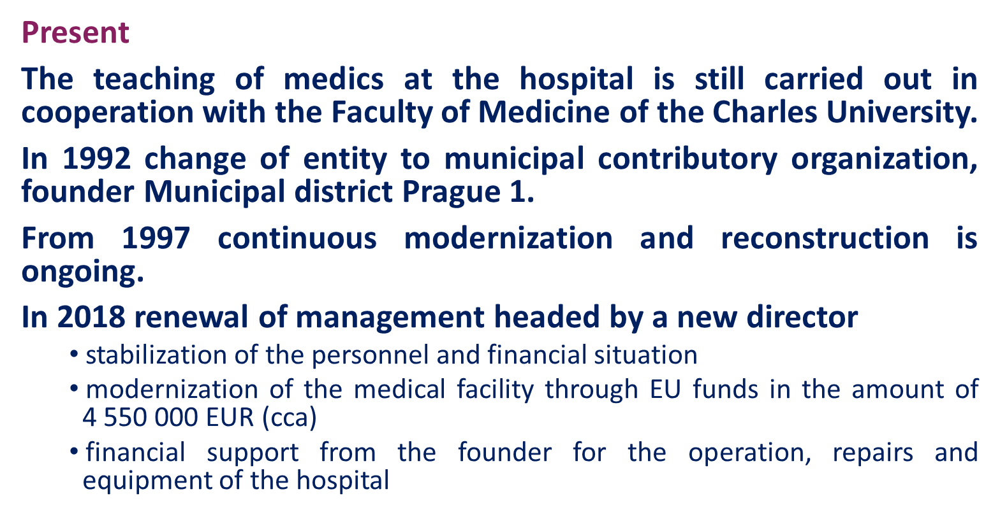 Present
The teaching of medics at the hospital is still carried out in
cooperation with the Faculty of Medicine of the Charles University.
In 1992 change of entity to municipal contributory organization,
founder Municipal district Prague 1.
From 1997 continuous modernization and reconstruction is
ongoing.
In 2018 renewal of management headed by a new director
• stabilization of the personnel and financial situation
• modernization of the medical facility through EU funds in the amount of
4 550 000 EUR (cca)
• financial support from the founder for the operation, repairs and
equipment of the hospital